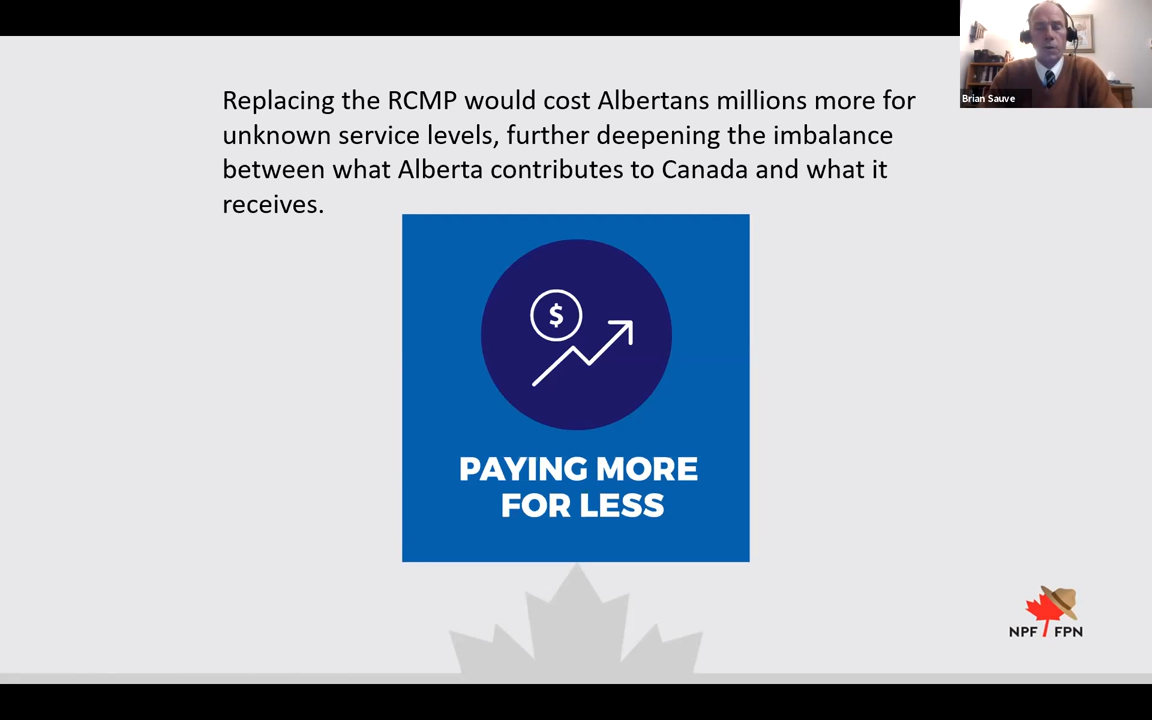 Brian Sauve
Replacing the RCMP would cost Albertans millions more for
unknown service levels, further deepening the imbalance
between what Alberta contributes to Canada and what it
receives.
$
PAYING MORE
FOR LESS
NPF FPN